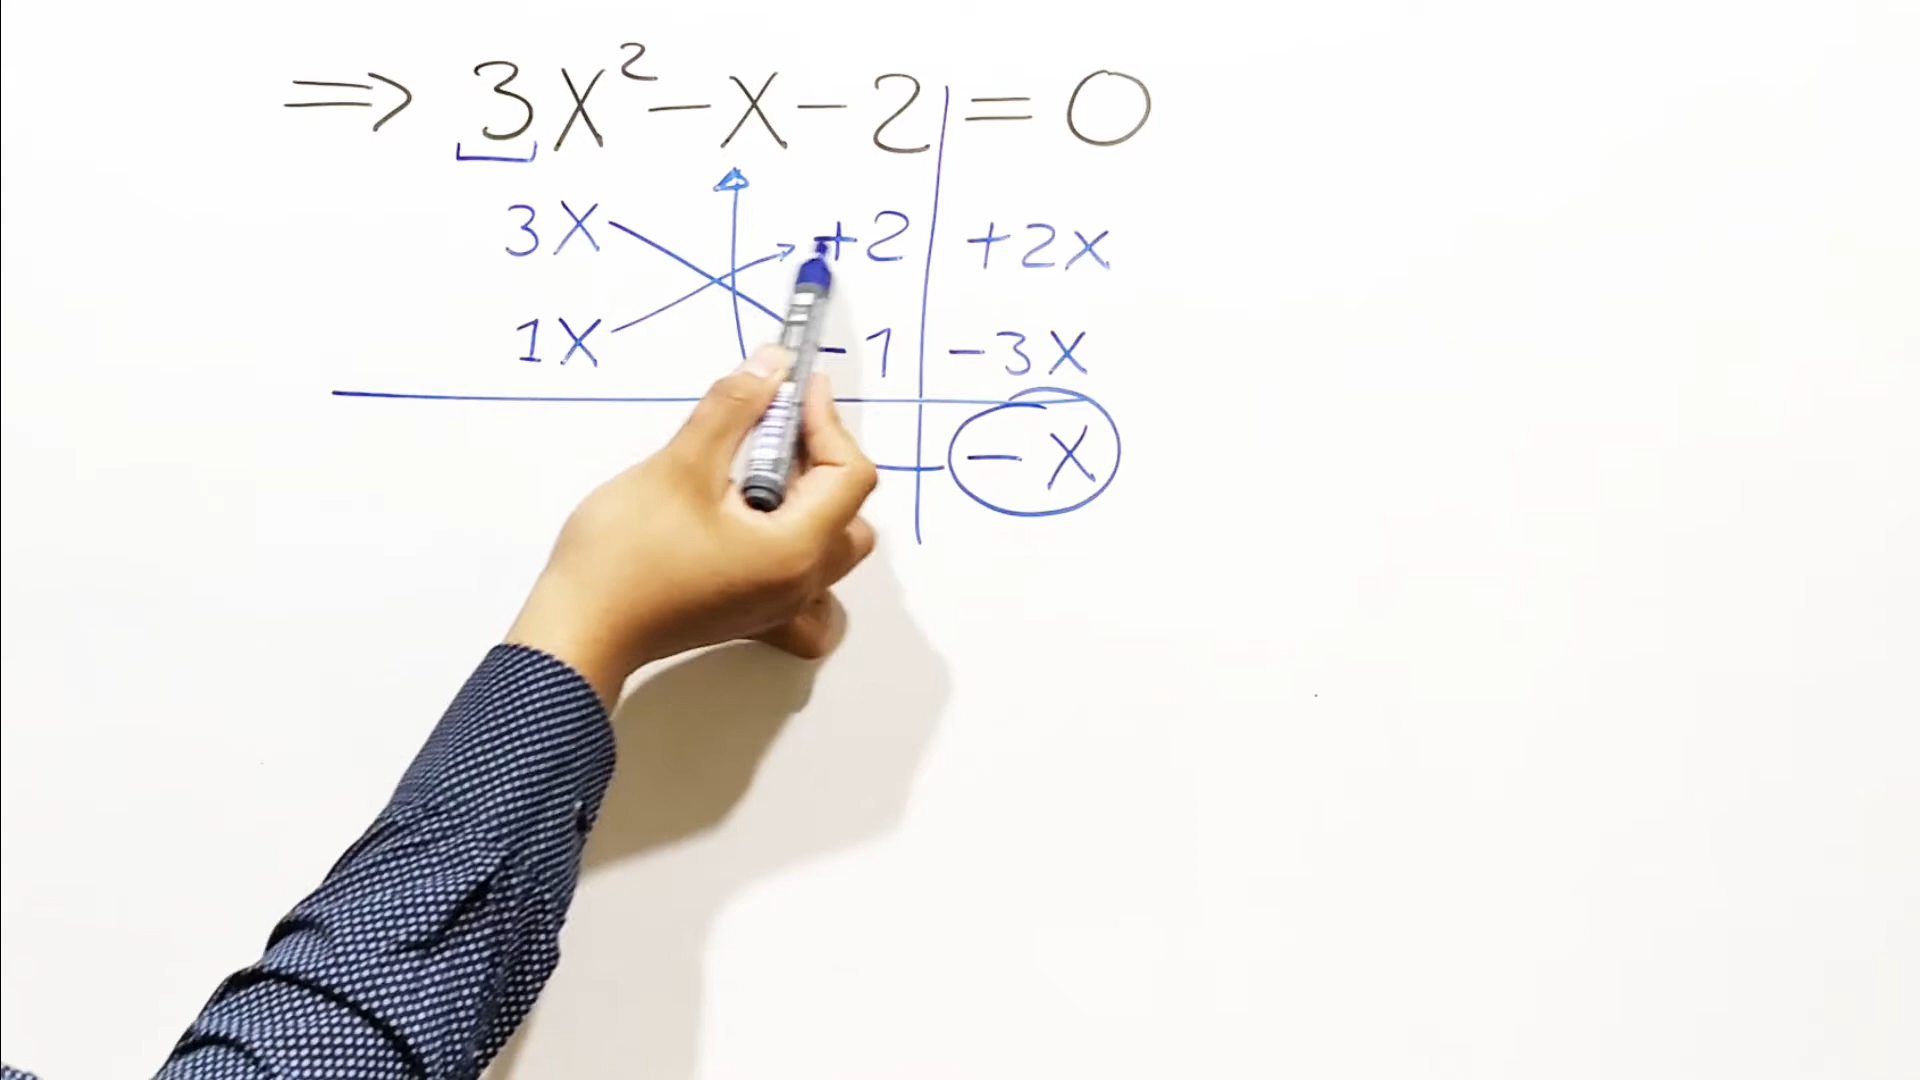 ⇒ 3X² - X - 2 = 0
3X +2 +2X
1X - 1 - 3X
- X